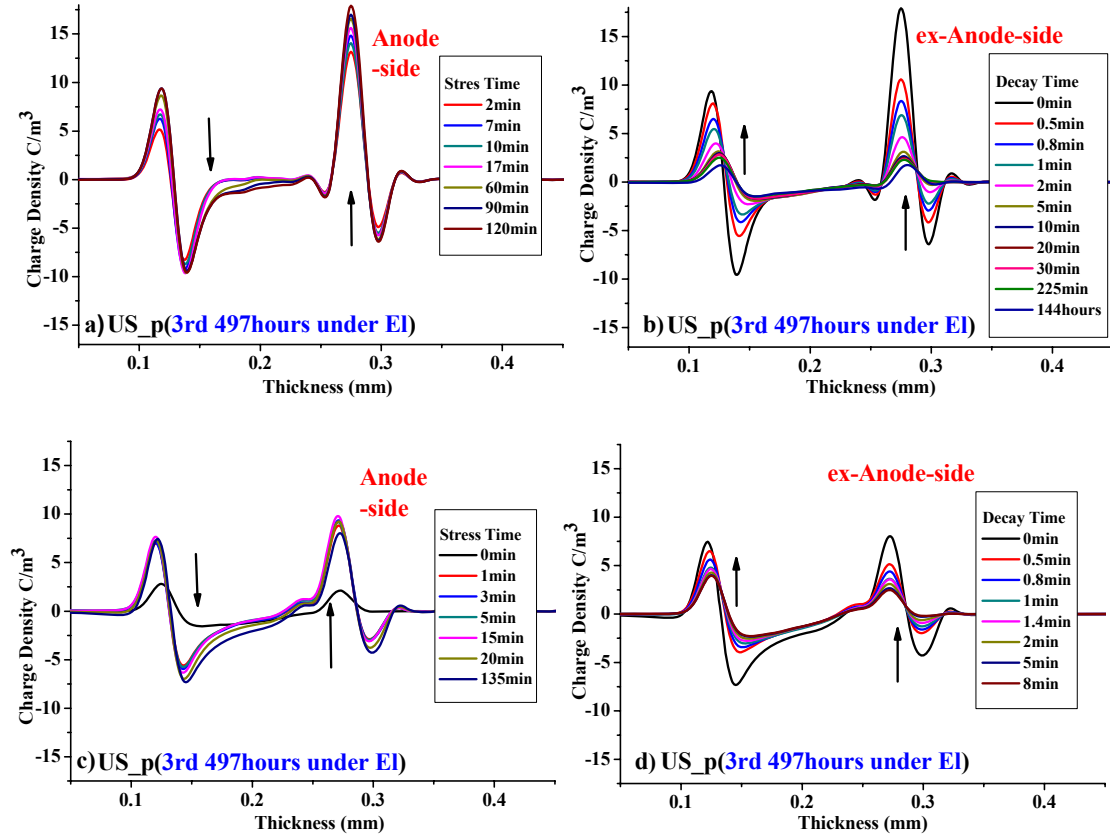 Anode
-side
Stres Time
2min
7min
10min
17min
60min
90min
120min
15
10
5
0
-5
-10
-15
Charge Density C/m³
a) US_p(3rd 497hours under El)
0.1 0.2 0.3 0.4
Thickness (mm)
ex-Anode-side
Decay Time
0min
0.5min
0.8min
1min
2min
5min
10min
20min
30min
225min
144hours
15
10
5
0
-5
-10
-15
Charge Density C/m³
b) US_p(3rd 497hours under El)
0.1 0.2 0.3 0.4
Thickness (mm)
Anode
-side
Stress Time
0min
1min
3min
5min
15min
20min
135min
15
10
5
0
-5
-10
-15
Charge Density C/m³
c) US_p(3rd 497hours under El)
0.1 0.2 0.3 0.4
Thickness (mm)
ex-Anode-side
Decay Time
0min
0.5min
0.8min
1min
1.4min
2min
5min
8min
15
10
5
0
-5
-10
-15
Charge Density C/m³
d) US_p(3rd 497hours under El)
0.1 0.2 0.3 0.4
Thickness (mm)